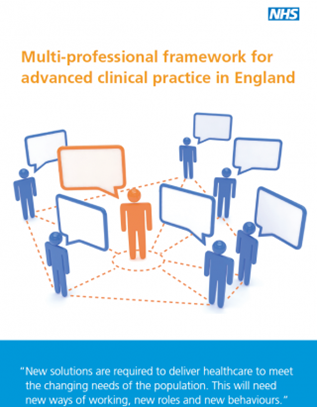 NHS
Multi-professional framework for
advanced clinical practice in England
“New solutions are required to deliver healthcare to meet
the changing needs of the population. This will need
new ways of working, new roles and new behaviours.”